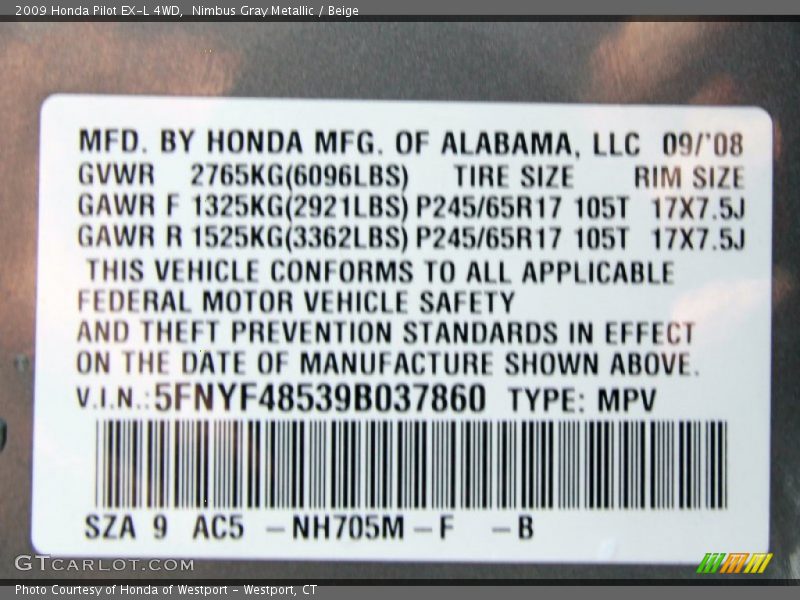 2009 Honda Pilot EX-L 4WD,  Nimbus Gray Metallic / Beige
MFD. BY HONDA MFG. OF ALABAMA, LLC 09/'08
GVWR 2765KG(6096LBS) TIRE SIZE RIM SIZE
GAWR F 1325KG(2921LBS) P245/65R17 105T 17X7.5J
GAWR R 1525KG(3362LBS) P245/65R17 105T 17X7.5J
THIS VEHICLE CONFORMS TO ALL APPLICABLE
FEDERAL MOTOR VEHICLE SAFETY
AND THEFT PREVENTION STANDARDS IN EFFECT
ON THE DATE OF MANUFACTURE SHOWN ABOVE.
V.I.N.:5FNYF48539B037860 TYPE: MPV
SZA 9 AC5 -NH705M-F -B
GTCARLOT.COM
Photo Courtesy of Honda of Westport - Westport, CT